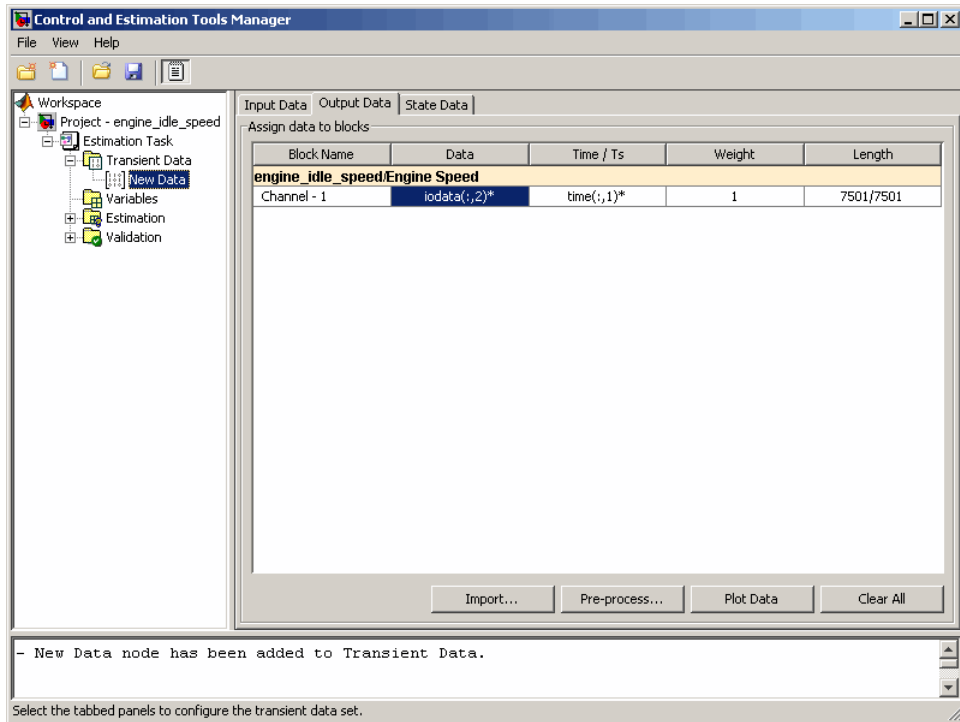 Control and Estimation Tools Manager
File View Help
Workspace
Project - engine_idle_speed
Estimation Task
Transient Data
New Data
Variables
Estimation
Validation
Input Data Output Data State Data
Assign data to blocks
Block Name Data Time / Ts Weight Length
engine_idle_speed/Engine Speed
Channel - 1 iodata(:,2)* time(:,1)* 1 7501/7501
Import... Pre-process... Plot Data Clear All
- New Data node has been added to Transient Data.
Select the tabbed panels to configure the transient data set.